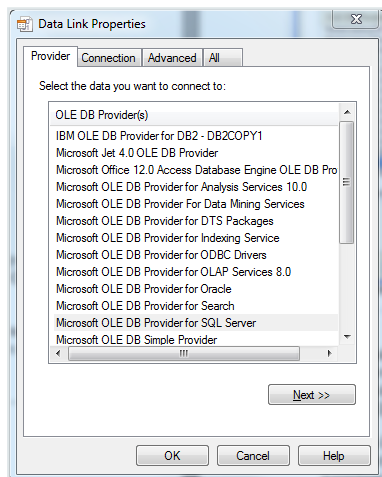 Data Link Properties
Provider Connection Advanced All
Select the data you want to connect to:
OLE DB Provider(s)
IBM OLE DB Provider for DB2 - DB2COPY1
Microsoft Jet 4.0 OLE DB Provider
Microsoft Office 12.0 Access Database Engine OLE DB Pro
Microsoft OLE DB Provider for Analysis Services 10.0
Microsoft OLE DB Provider For Data Mining Services
Microsoft OLE DB Provider for DTS Packages
Microsoft OLE DB Provider for Indexing Service
Microsoft OLE DB Provider for ODBC Drivers
Microsoft OLE DB Provider for OLAP Services 8.0
Microsoft OLE DB Provider for Oracle
Microsoft OLE DB Provider for Search
Microsoft OLE DB Provider for SQL Server
Microsoft OLE DB Simple Provider
Next >>
OK Cancel Help